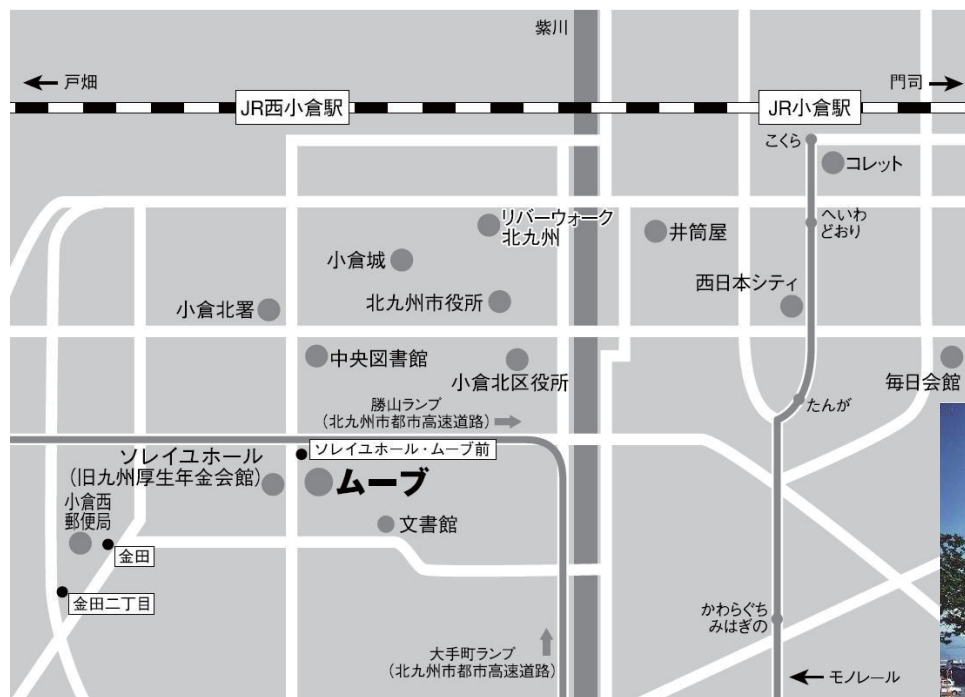 紫川
戸畑
門司
JR西小倉駅
JR小倉駅
こくら
コレット
リバーウォーク
北九州
へいわ
どおり
井筒屋
小倉城
西日本シティ
北九州市役所
小倉北署
中央図書館
小倉北区役所
毎日会館
たんが
勝山ランプ
(北九州市都市高速道路)
ソレイユホール・ムーブ前
ソレイユホール
(旧九州厚生年金会館)
ムーブ
小倉西
郵便局
文書館
金田
金田二丁目
かわらぐち
みはぎの
大手町ランプ
(北九州市都市高速道路)
モノレール